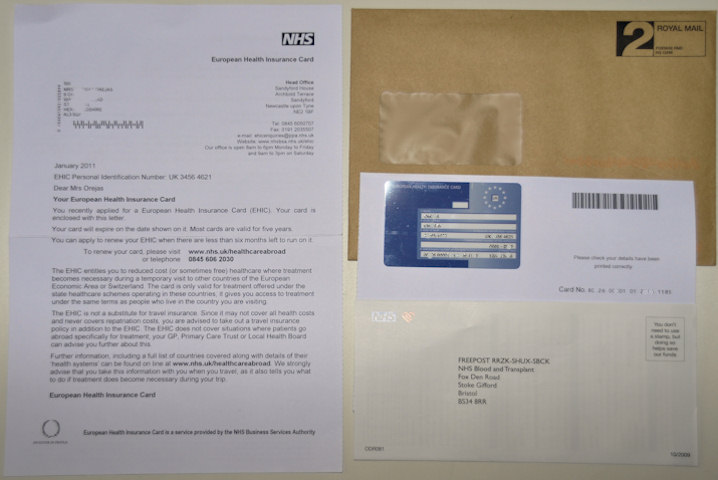 NHS
European Health Insurance Card
Head Office
Sandyford House
Archbold Terrace
Sandyford
Newcastle upon Tyne
NE2 1BF
Tel: 0845 6060707
Fax: 0191 2035507
Our office is open 8am to 6pm Monday to Friday
and 9am to 3pm on Saturday
January 2011
EHIC Personal Identification Number: UK 3456 4621
Dear Mrs Orejas
Your European Health Insurance Card
You recently applied for a European Health Insurance Card (EHIC). Your card is
enclosed with this letter.
Your card will expire on the date shown on it. Most cards are valid for five years.
You can apply to renew your EHIC when there are less than six months left to run on it.
To renew your card, please visit www.nhs.uk/healthcareabroad
or telephone 0845 606 2030
The EHIC entitles you to reduced cost (or sometimes free) healthcare where treatment
becomes necessary during a temporary visit to other countries of the European
Economic Area or Switzerland. The card is only valid for treatment offered under the
state healthcare schemes operating in these countries, it gives you access to treatment
under the same terms as people who live in the country you are visiting.
The EHIC is not a substitute for travel insurance. Since it may not cover all health costs
and never covers repatriation costs, you are advised to take out a travel insurance
policy in addition to the EHIC. The EHIC does not cover situations where patients go
abroad specifically for treatment, your GP, Primary Care Trust or Local Health Board
can advise you further about this.
Further information, including a full list of countries covered along with details of their
'health systems' can be found on line at www.nhs.uk/healthcareabroad. We strongly
advise that you take this information with you when you travel, as it also tells you what
to do if treatment does become necessary during your trip.
European Health Insurance Card
European Health Insurance Card is a service provided by the NHS Business Services Authority
2
ROYAL MAIL
POSTAGE PAID
EUROPEAN HEALTH INSURANCE CARD
Please check your details have been
printed correctly
Card No.
NHS
You don't
need to use
a stamp, but
doing so
helps save
our funds
FREEPOST RRZK-SHUX-SBCK
NHS Blood and Transplant
Fox Den Road
Stoke Gifford
Bristol
BS34 8RR
10/2009